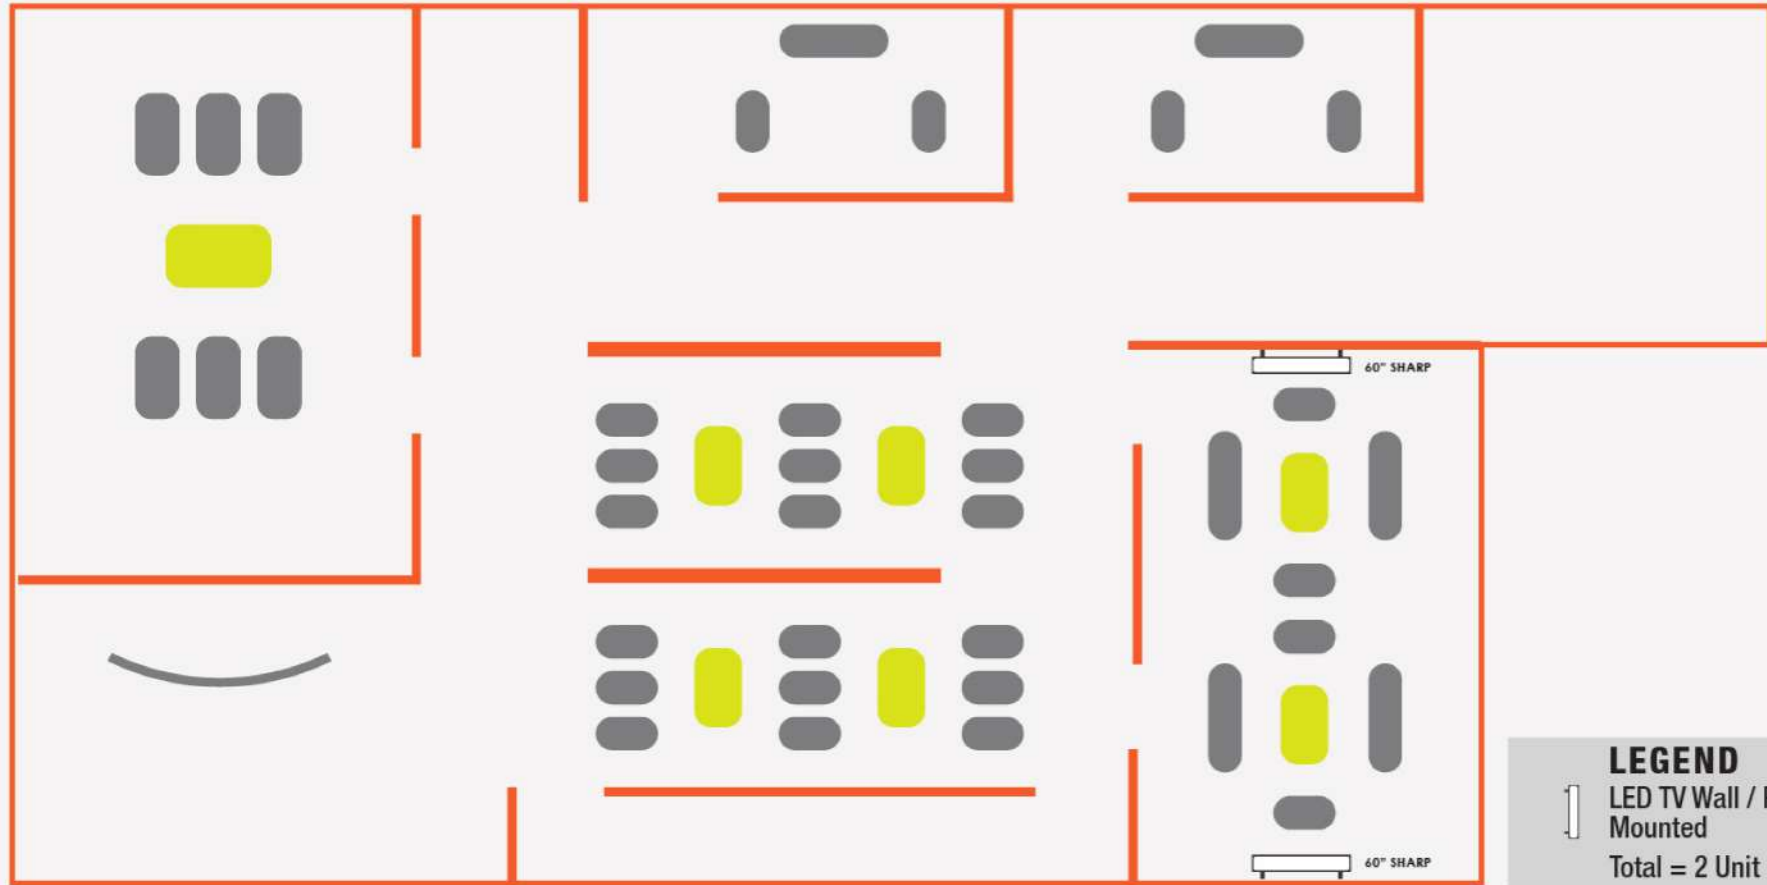 60" SHARP
60" SHARP
LEGEND
LED TV Wall /
Mounted
Total = 2 Unit